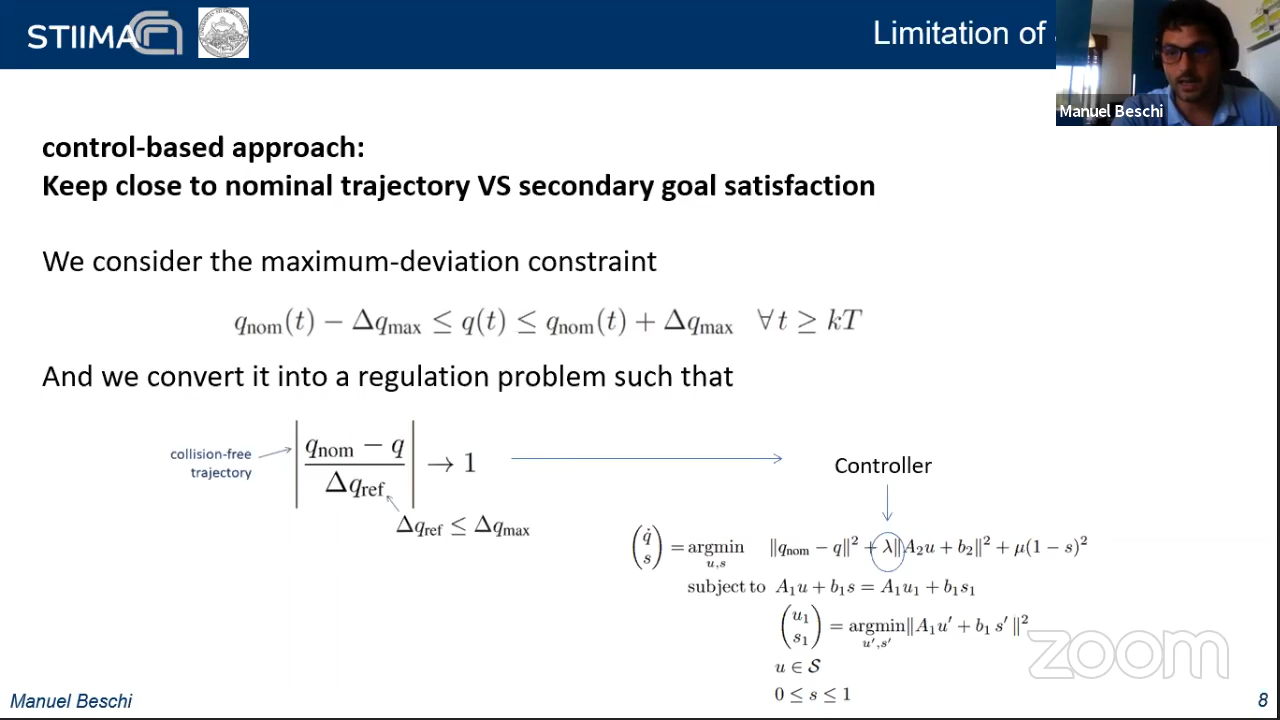 STIIMA
Limitation of
Manuel Beschi
control-based approach:
Keep close to nominal trajectory VS secondary goal satisfaction
We consider the maximum-deviation constraint
q_nom(t) − Δq_max ≤ q(t) ≤ q_nom(t) + Δq_max ∀ t ≥ kT
And we convert it into a regulation problem such that
collision-free
trajectory
|(q_nom − q) / Δq_ref| → 1
Δq_ref ≤ Δq_max
Controller
(q̇ s) = argmin_{u,s} ‖q_nom − q‖² + λ‖A₂u + b₂‖² + μ(1 − s)²
subject to A₁u + b₁s = A₁u₁ + b₁s₁
(u₁ s₁) = argmin_{u',s'} ‖A₁u' + b₁ s' ‖²
u ∈ 𝒮
0 ≤ s ≤ 1
zoom
Manuel Beschi
8